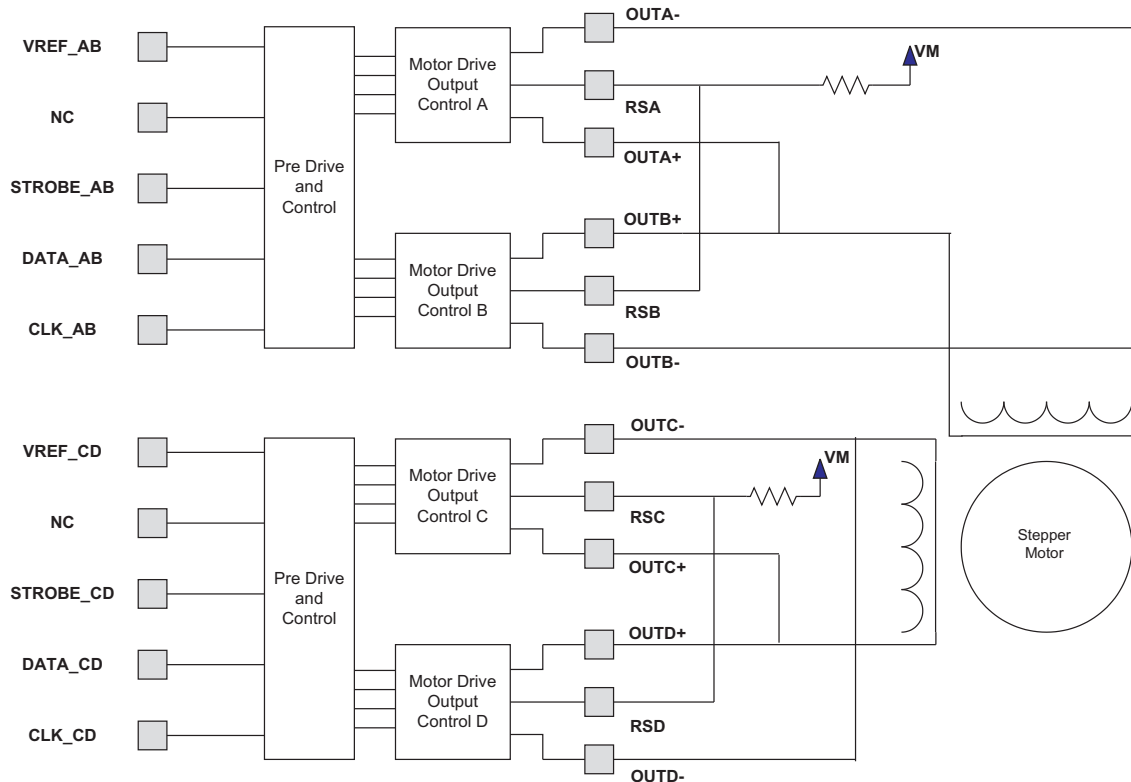 OUTA-
VREF_AB
VM
Motor Drive
Output
Control A
NC
RSA
OUTA+
Pre Drive
and
Control
STROBE_AB
OUTB+
DATA_AB
Motor Drive
Output
Control B
RSB
CLK_AB
OUTB-
OUTC-
VREF_CD
VM
Motor Drive
Output
Control C
NC
RSC
OUTC+
Stepper
Motor
Pre Drive
and
Control
STROBE_CD
OUTD+
DATA_CD
Motor Drive
Output
Control D
RSD
CLK_CD
OUTD-